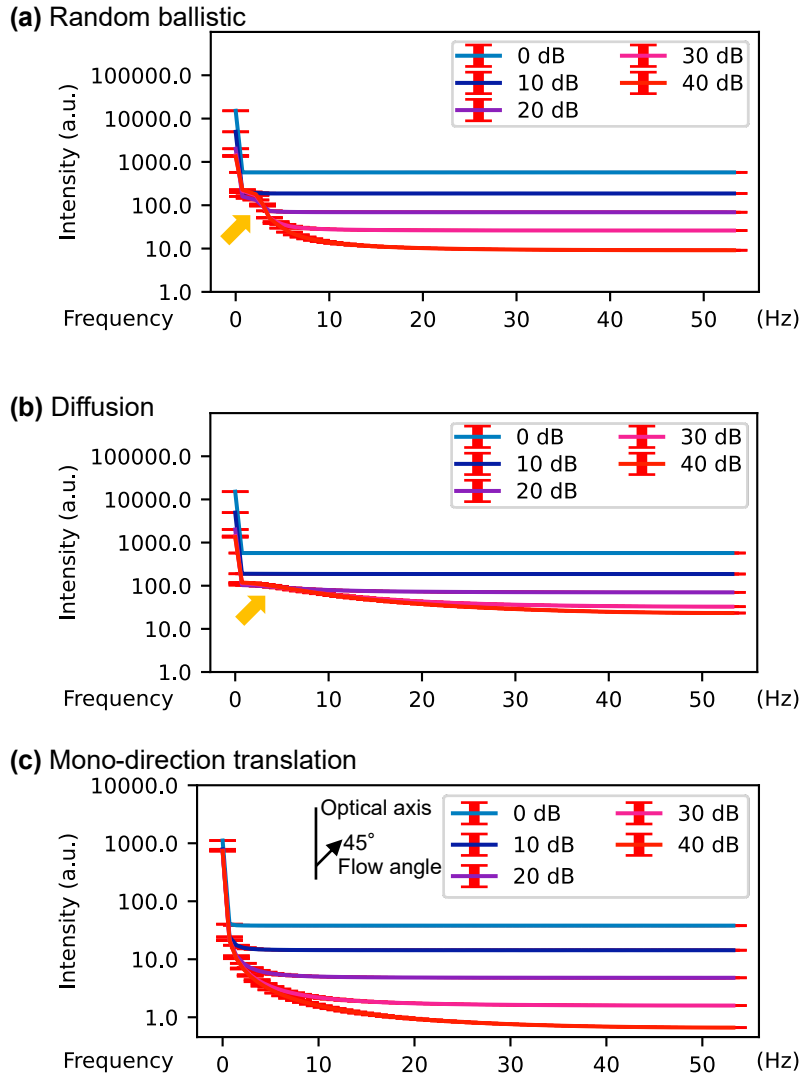 (a) Random ballistic
Intensity (a.u.)
100000.0
10000.0
1000.0
100.0
10.0
1.0
0 dB
10 dB
20 dB
30 dB
40 dB
Frequency 0 10 20 30 40 50 (Hz)
(b) Diffusion
Intensity (a.u.)
100000.0
10000.0
1000.0
100.0
10.0
1.0
0 dB
10 dB
20 dB
30 dB
40 dB
Frequency 0 10 20 30 40 50 (Hz)
(c) Mono-direction translation
Intensity (a.u.)
10000.0
1000.0
100.0
10.0
1.0
Optical axis
45°
Flow angle
0 dB
10 dB
20 dB
30 dB
40 dB
Frequency 0 10 20 30 40 50 (Hz)